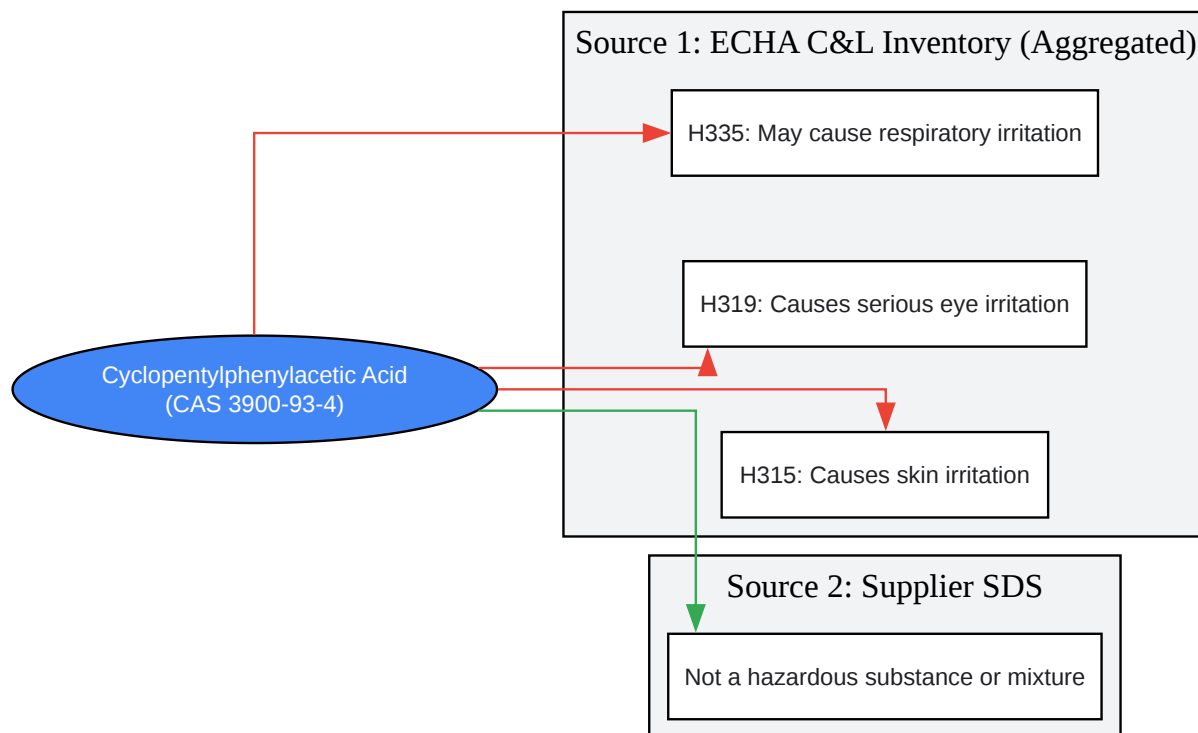 Source 1: ECHA C&L Inventory (Aggregated)
H335: May cause respiratory irritation
H319: Causes serious eye irritation
Cyclopentylphenylacetic Acid
(CAS 3900-93-4)
H315: Causes skin irritation
Source 2: Supplier SDS
Not a hazardous substance or mixture